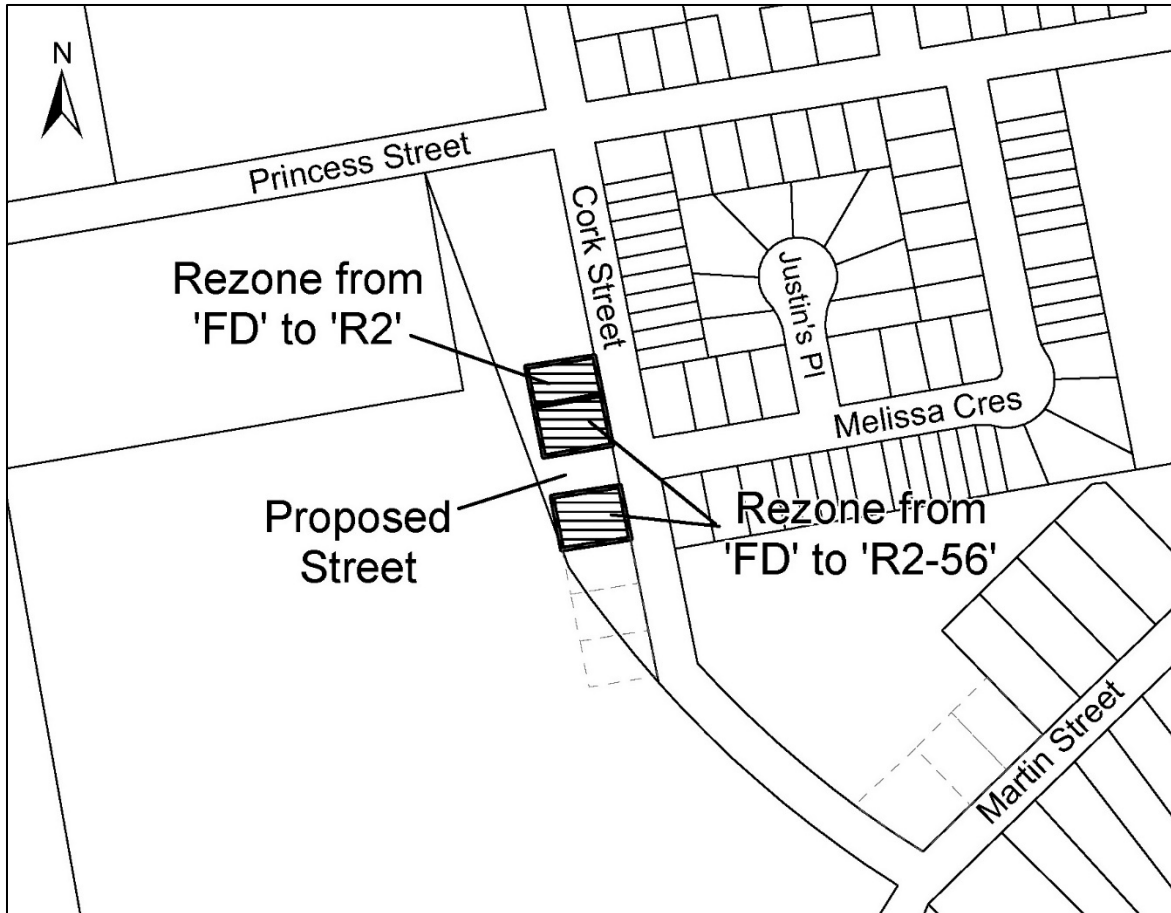 N
Princess Street
Cork Street
Rezone from
'FD' to 'R2'
Justin's Pl
Melissa Cres
Proposed
Street
Rezone from
'FD' to 'R2-56'
Martin Street